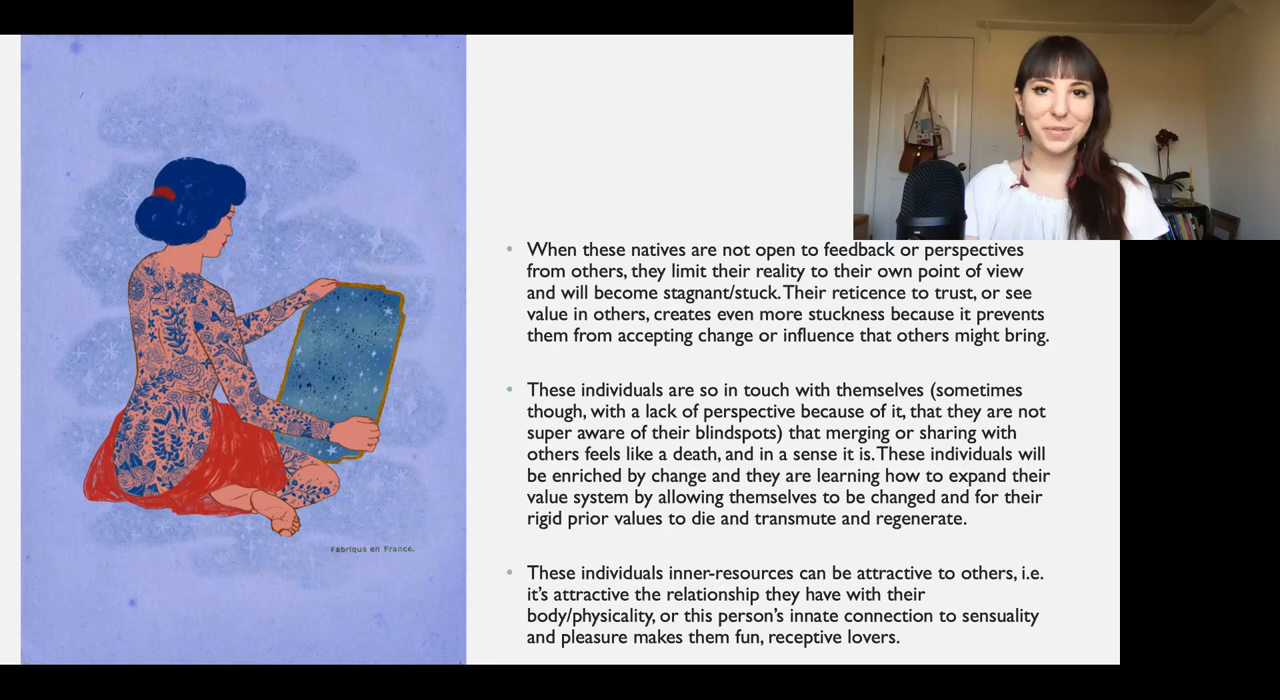 When these natives are not open to feedback or perspectives
from others, they limit their reality to their own point of view
and will become stagnant/stuck. Their reticence to trust, or see
value in others, creates even more stuckness because it prevents
them from accepting change or influence that others might bring.
These individuals are so in touch with themselves (sometimes
though, with a lack of perspective because of it, that they are not
super aware of their blindspots) that merging or sharing with
others feels like a death, and in a sense it is. These individuals will
be enriched by change and they are learning how to expand their
value system by allowing themselves to be changed and for their
rigid prior values to die and transmute and regenerate.
These individuals inner-resources can be attractive to others, i.e.
it's attractive the relationship they have with their
body/physicality, or this person's innate connection to sensuality
and pleasure makes them fun, receptive lovers.
Fabriqué en France.